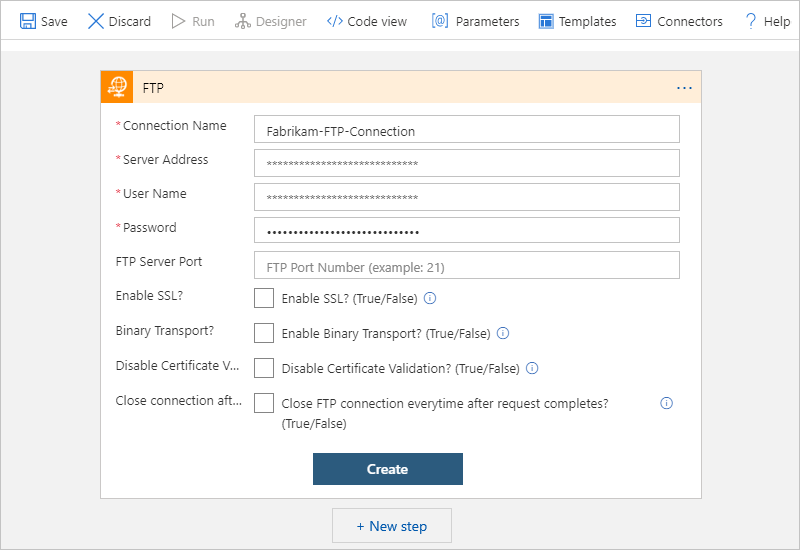 Save Discard Run Designer Code view Parameters Templates Connectors Help
FTP
*Connection Name Fabrikam-FTP-Connection
*Server Address ****************************
*User Name ****************************
*Password •••••••••••••••••••••••••••••
FTP Server Port FTP Port Number (example: 21)
Enable SSL? Enable SSL? (True/False)
Binary Transport? Enable Binary Transport? (True/False)
Disable Certificate V... Disable Certificate Validation? (True/False)
Close connection aft... Close FTP connection everytime after request completes?
(True/False)
Create
+ New step